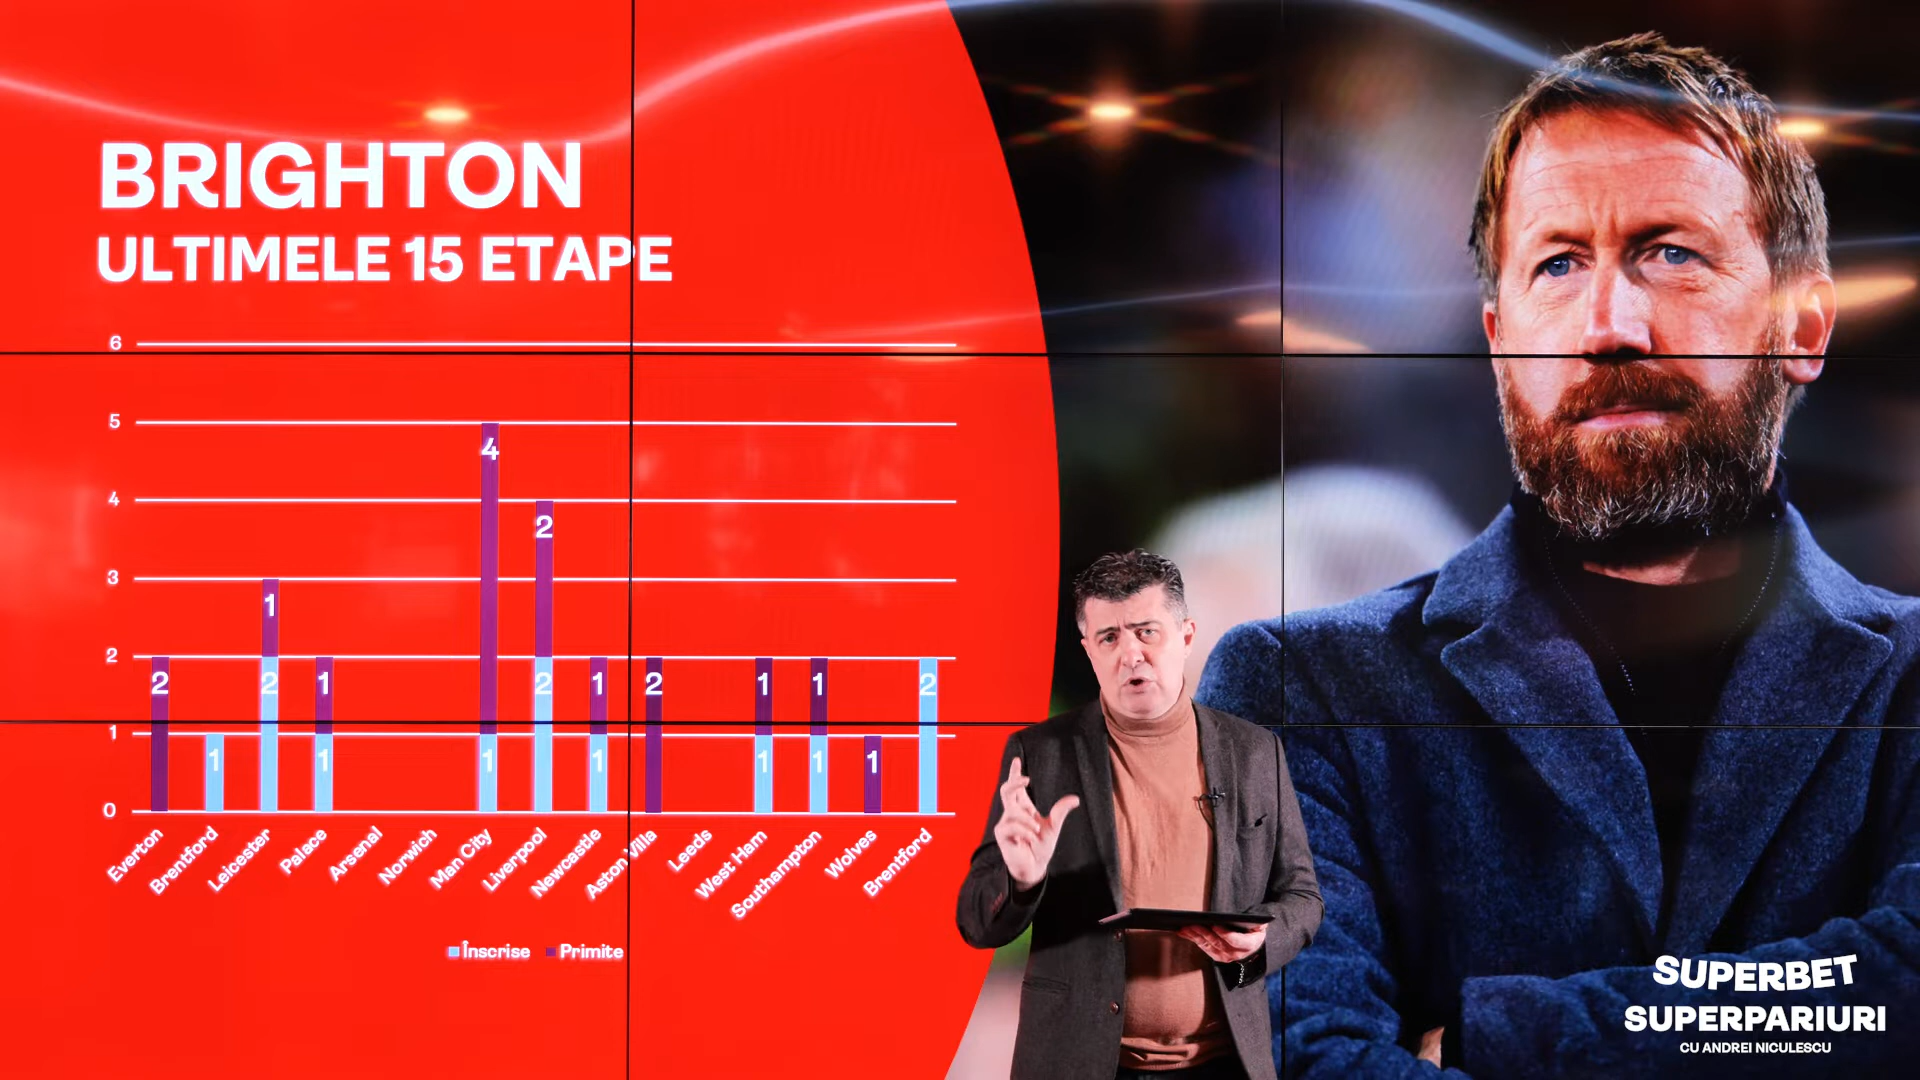 BRIGHTON
ULTIMELE 15 ETAPE
6
5
4
3
2
1
0
4
2
1
2
2
1
2
1
2
1
1
2
1
1
1
1
1
1
1
1
Everton
Brentford
Leicester
Palace
Arsenal
Norwich
Man City
Liverpool
Newcastle
Aston Villa
Leeds
West Ham
Southampton
Wolves
Brentford
Înscrise
Primite
SUPERBET
SUPERPARIURI
CU ANDREI NICULESCU